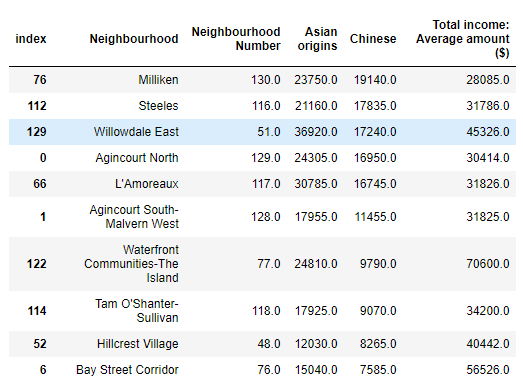 index Neighbourhood Neighbourhood Number Asian origins Chinese Total income: Average amount ($)
76 Milliken 130.0 23750.0 19140.0 28085.0
112 Steeles 116.0 21160.0 17835.0 31786.0
129 Willowdale East 51.0 36920.0 17240.0 45326.0
0 Agincourt North 129.0 24305.0 16950.0 30414.0
66 L'Amoreaux 117.0 30785.0 16745.0 31826.0
1 Agincourt South-Malvern West 128.0 17955.0 11455.0 31825.0
122 Waterfront Communities-The Island 77.0 24810.0 9790.0 70600.0
114 Tam O'Shanter-Sullivan 118.0 17925.0 9070.0 34200.0
52 Hillcrest Village 48.0 12030.0 8265.0 40442.0
6 Bay Street Corridor 76.0 15040.0 7585.0 56526.0